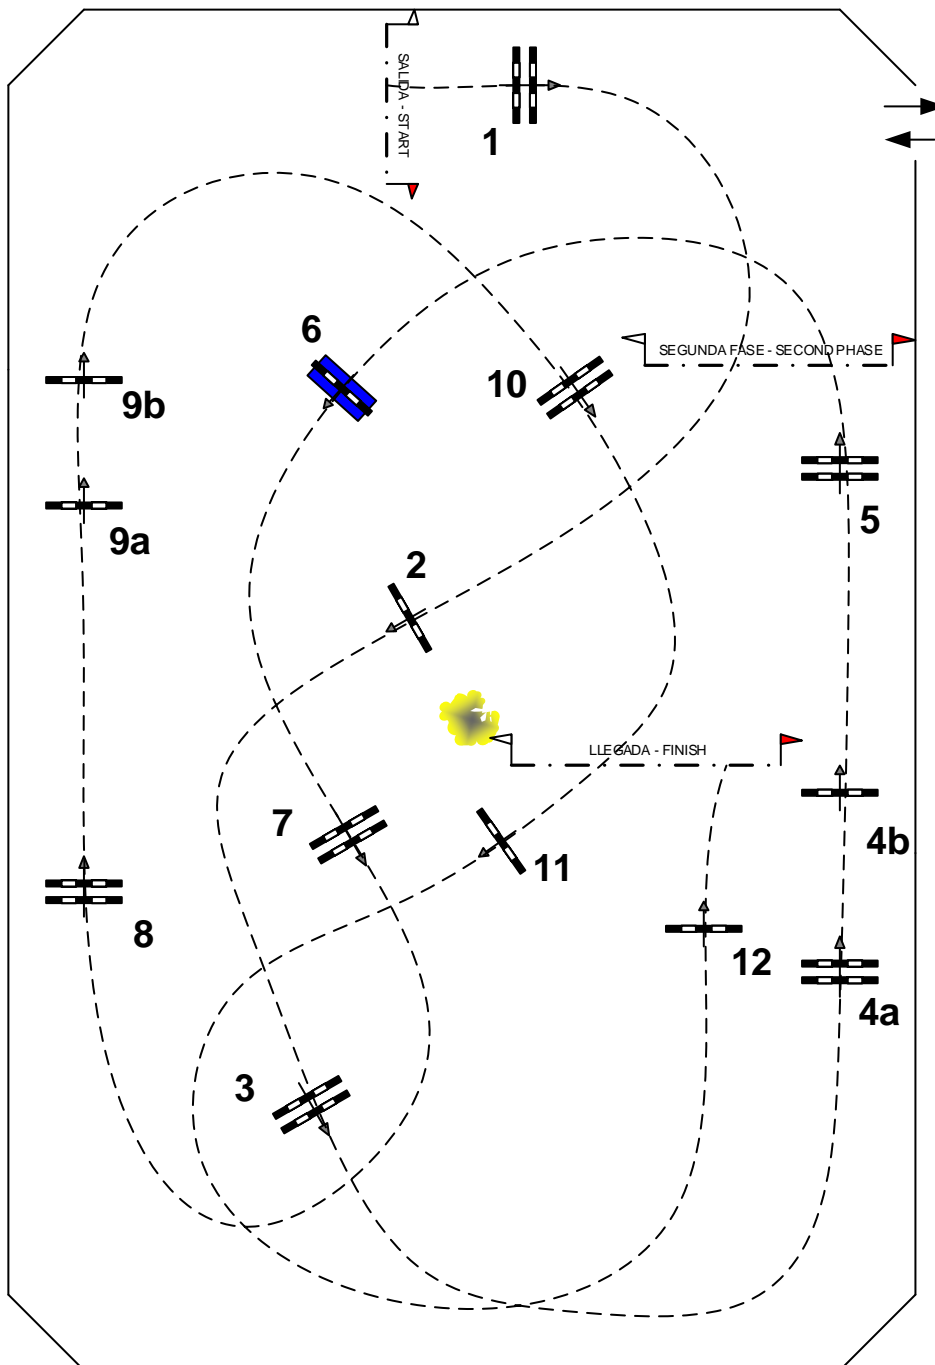 SALIDA - START
1
6
10
SEGUNDA FASE - SECOND PHASE
9b
9a
5
2
LLEGADA - FINISH
7
4b
11
8
12
4a
3